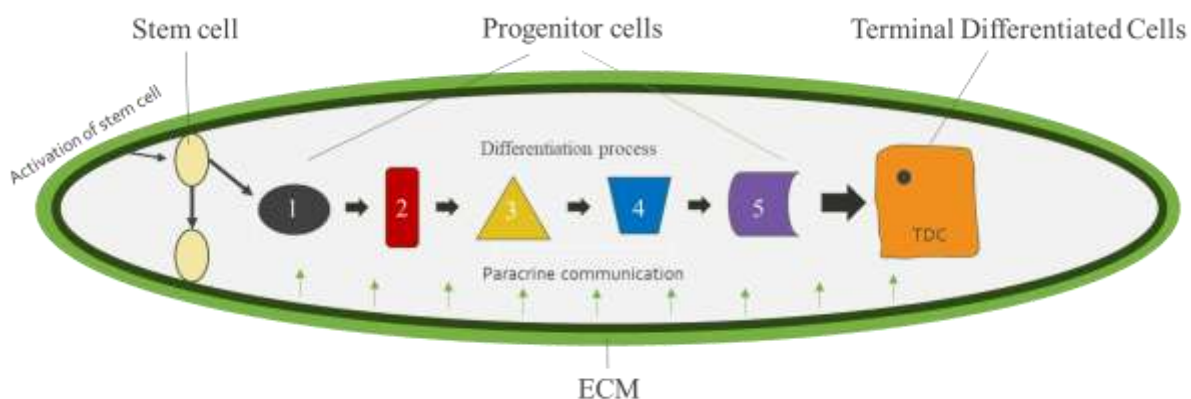 Stem cell
Progenitor cells
Terminal Differentiated Cells
Activation of stem cell
Differentiation process
1
2
3
4
5
TDC
Paracrine communication
ECM